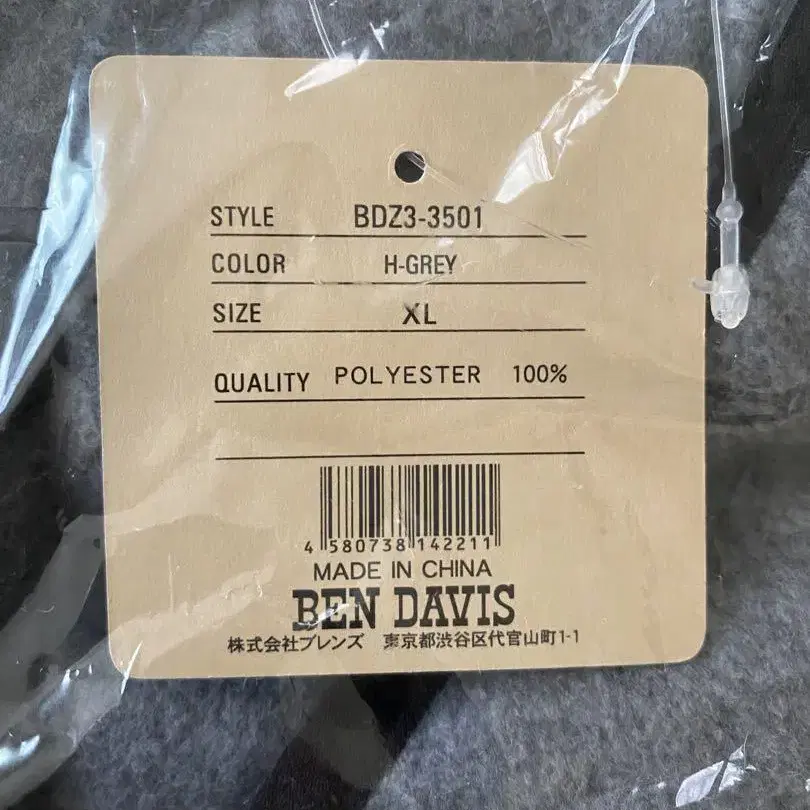 STYLE BDZ3-3501
COLOR H-GREY
SIZE XL
QUALITY POLYESTER 100%
4 580738 142211
MADE IN CHINA
BEN DAVIS
株式会社ブレンズ 東京都渋谷区代官山町1-1